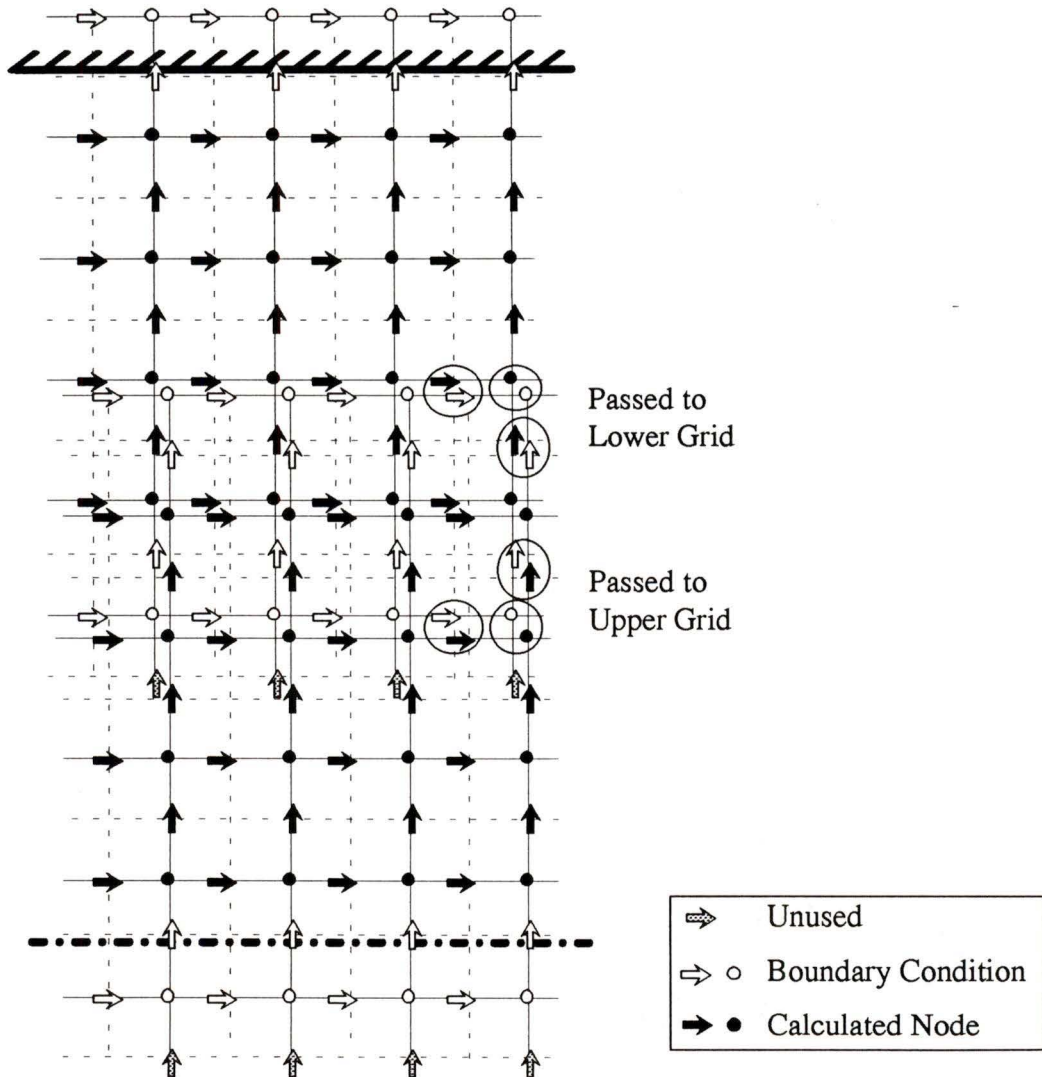 Passed to
Lower Grid
Passed to
Upper Grid
Unused
Boundary Condition
Calculated Node